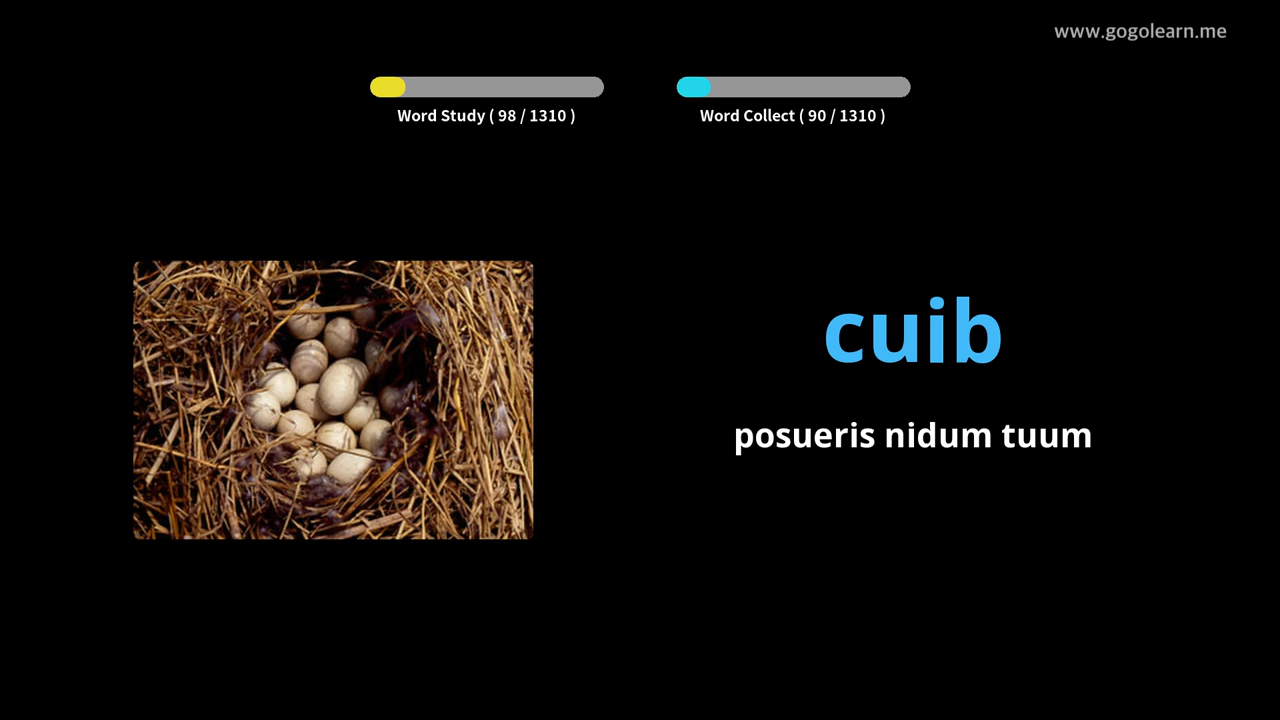 www.gogolearn.me
Word Study ( 98 / 1310 )
Word Collect ( 90 / 1310 )
cuib
posueris nidum tuum